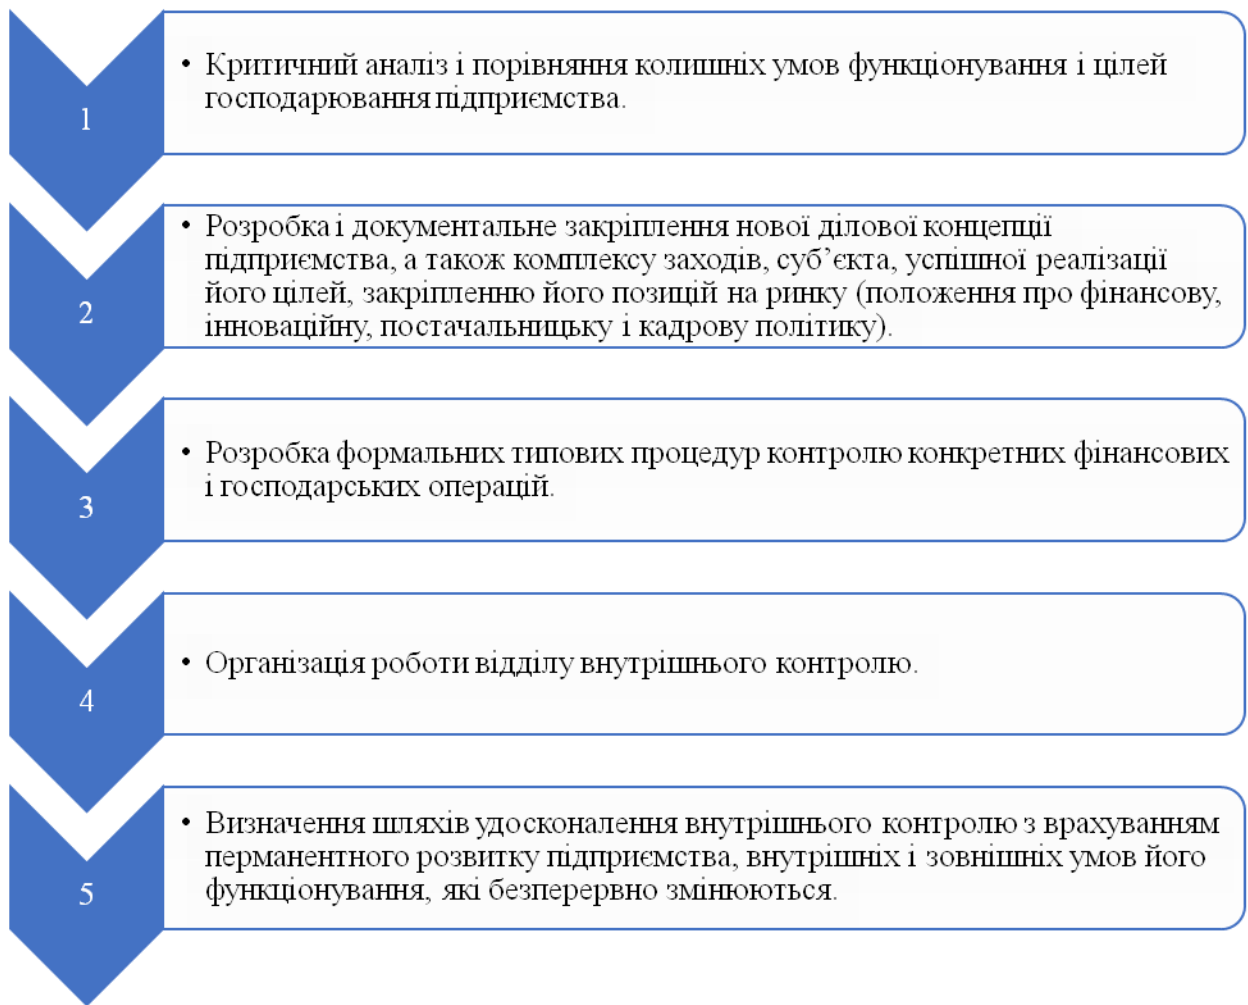 1
• Критичний аналіз і порівняння колишніх умов функціонування і цілей
господарювання підприємства.
2
• Розробка і документальне закріплення нової ділової концепції
підприємства, а також комплексу заходів, суб’єкта, успішної реалізації
його цілей, закріпленню його позицій на ринку (положення про фінансову,
інноваційну, постачальницьку і кадрову політику).
3
• Розробка формальних типових процедур контролю конкретних фінансових
і господарських операцій.
4
• Організація роботи відділу внутрішнього контролю.
5
• Визначення шляхів удосконалення внутрішнього контролю з врахуванням
перманентного розвитку підприємства, внутрішніх і зовнішніх умов його
функціонування, які безперервно змінюються.